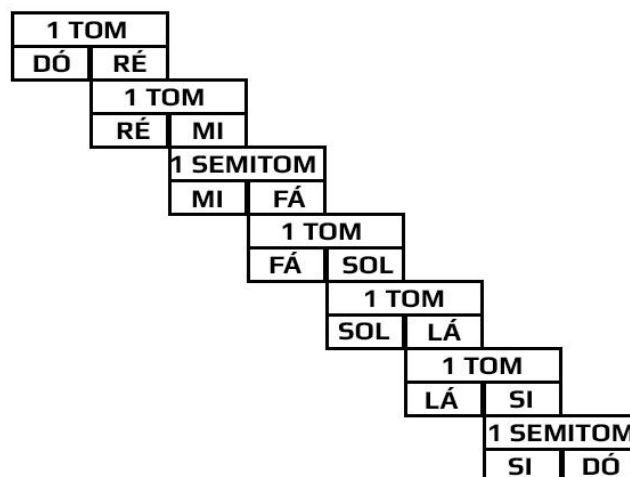 1 TOM
DÓ RÉ
1 TOM
RÉ MI
1 SEMITOM
MI FÁ
1 TOM
FÁ SOL
1 TOM
SOL LÁ
1 TOM
LÁ SI
1 SEMITOM
SI DÓ